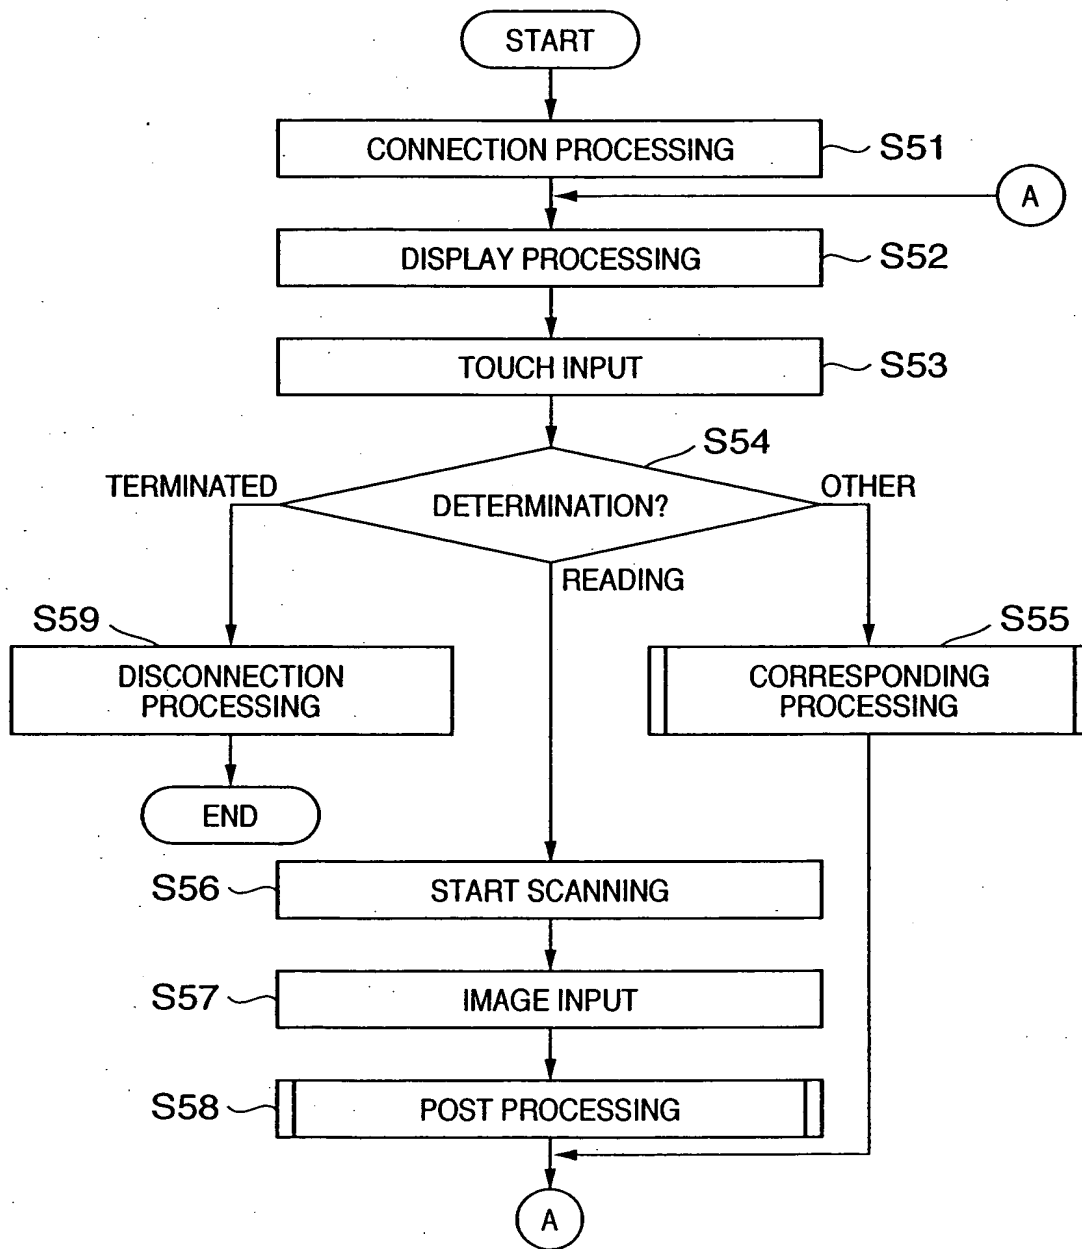 START
CONNECTION PROCESSING
S51
A
DISPLAY PROCESSING
S52
TOUCH INPUT
S53
S54
TERMINATED
DETERMINATION?
OTHER
READING
S59
DISCONNECTION
PROCESSING
S55
CORRESPONDING
PROCESSING
END
S56
START SCANNING
S57
IMAGE INPUT
S58
POST PROCESSING
A